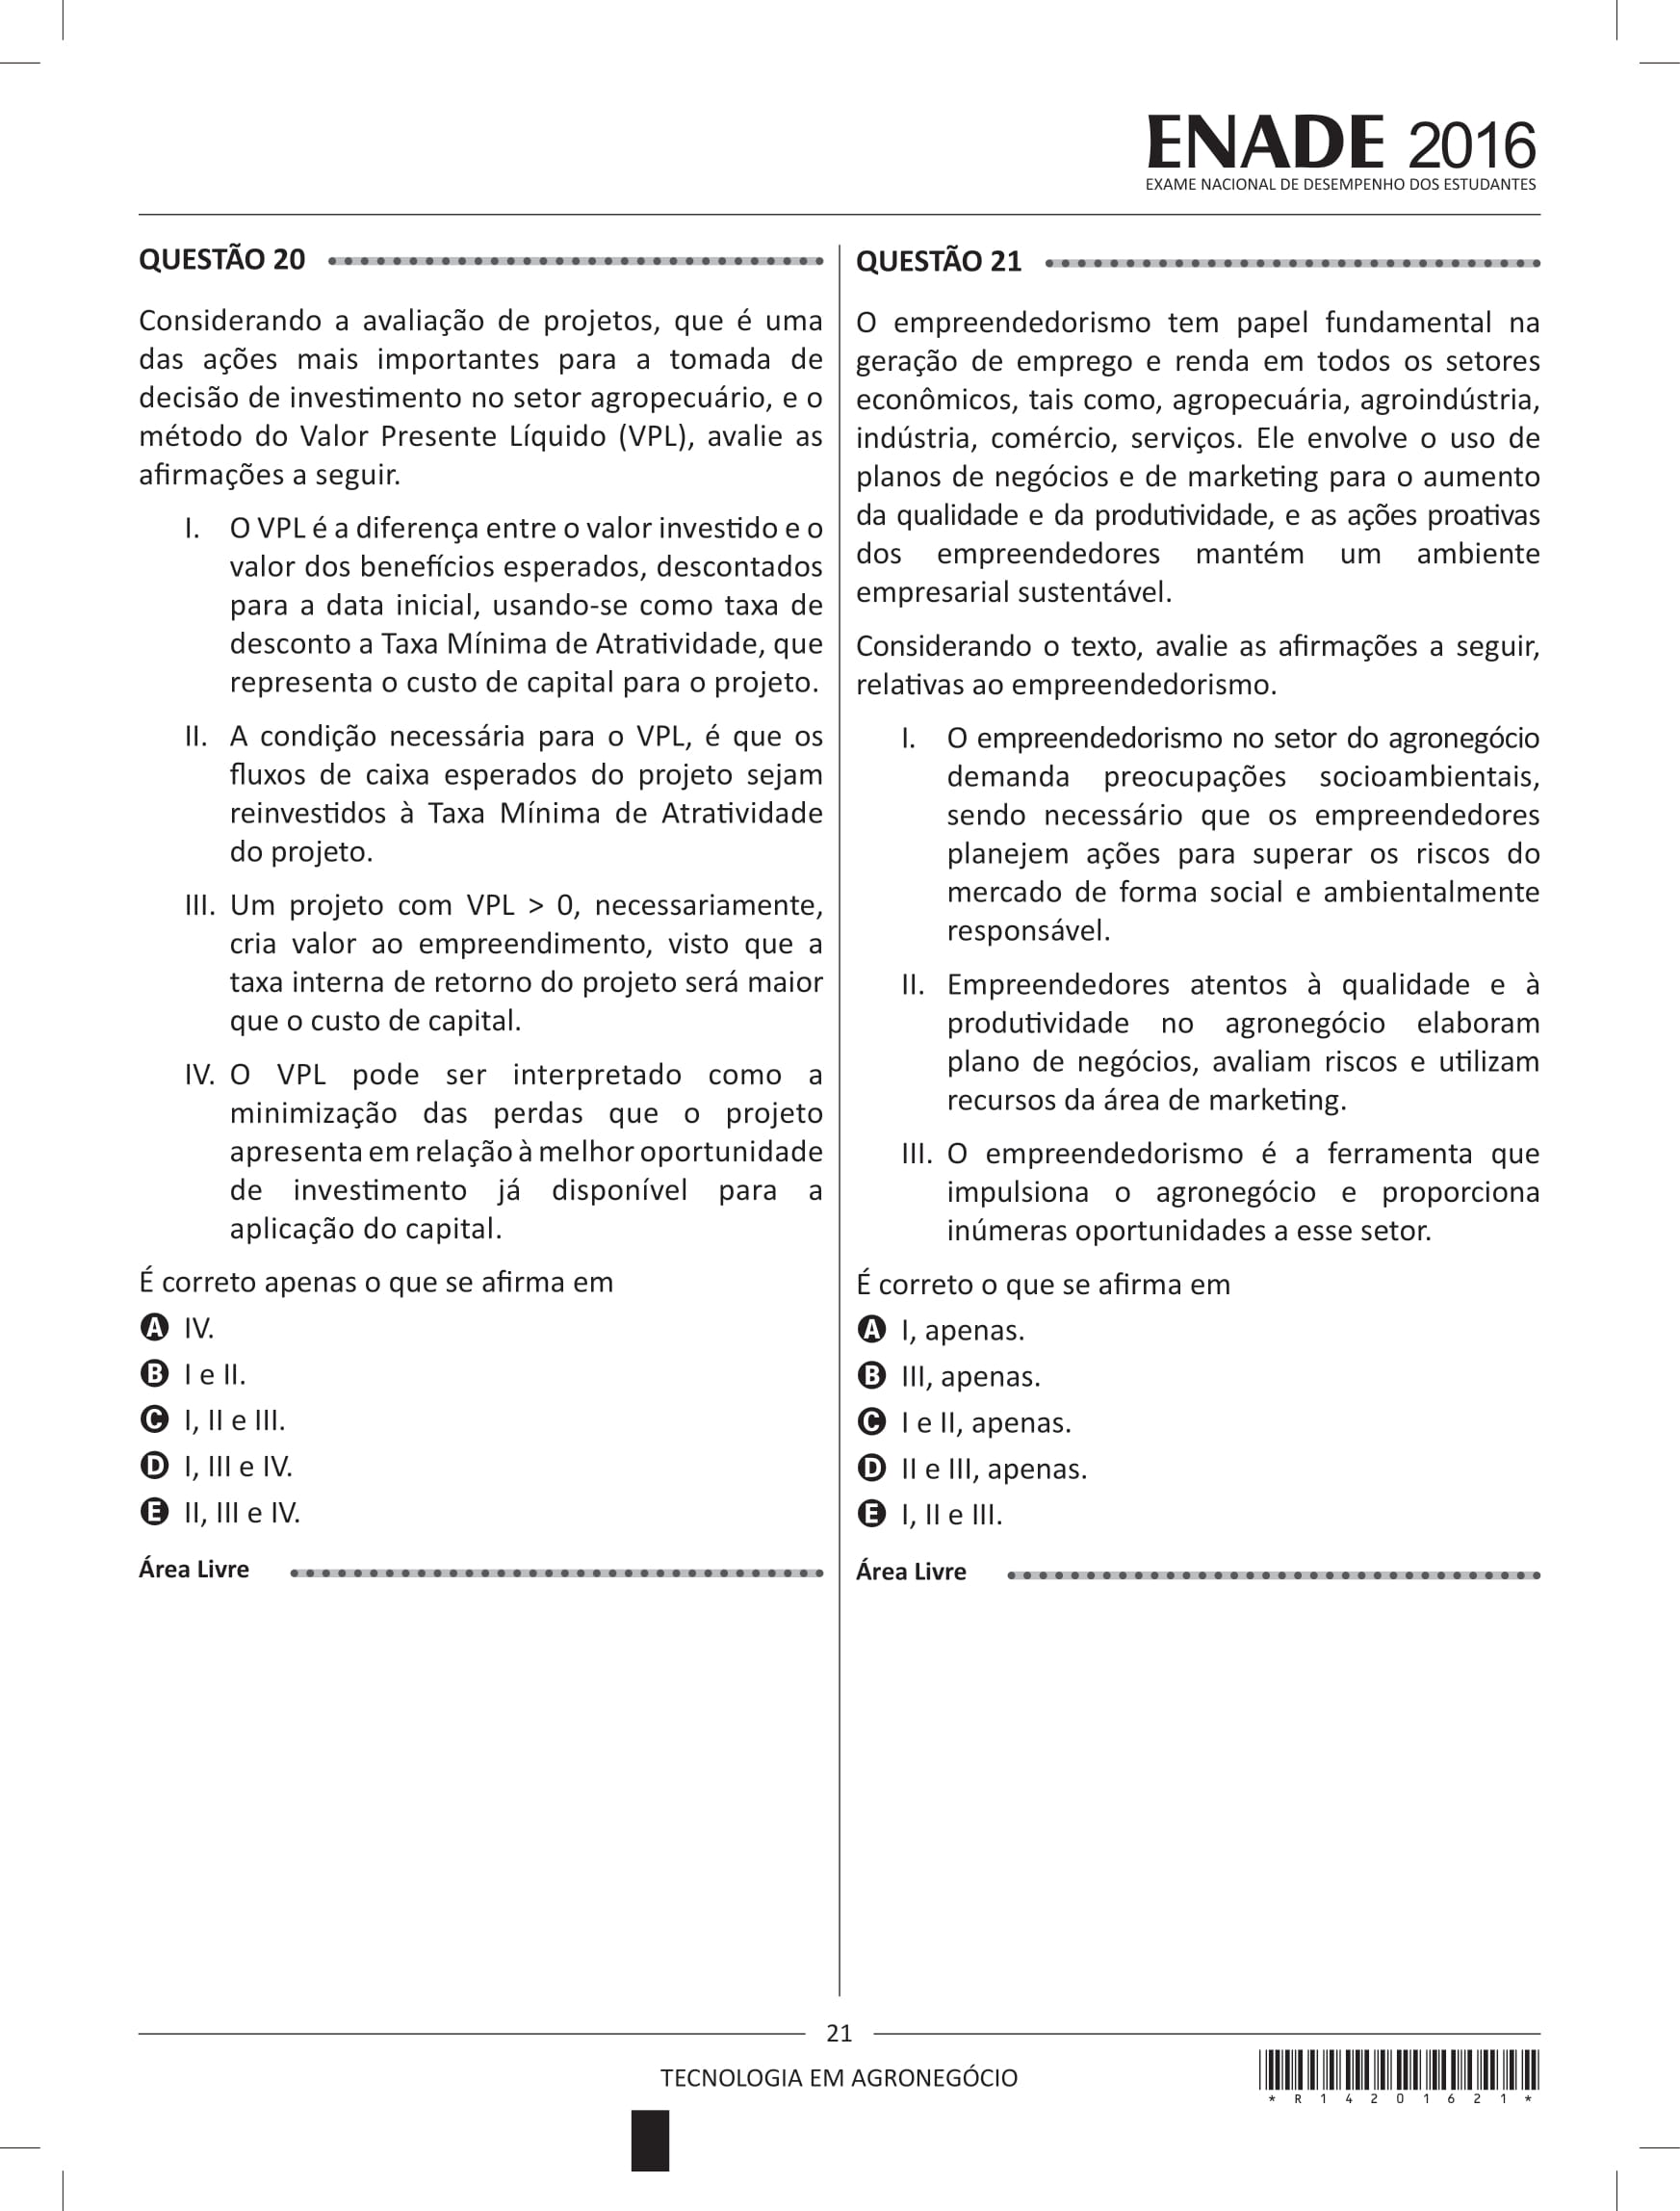 ENADE 2016
EXAME NACIONAL DE DESEMPENHO DOS ESTUDANTES
QUESTÃO 20
Considerando a avaliação de projetos, que é uma
das ações mais importantes para a tomada de
decisão de investimento no setor agropecuário, e o
método do Valor Presente Líquido (VPL), avalie as
afirmações a seguir.
I. O VPL é a diferença entre o valor investido e o
valor dos benefícios esperados, descontados
para a data inicial, usando-se como taxa de
desconto a Taxa Mínima de Atratividade, que
representa o custo de capital para o projeto.
II. A condição necessária para o VPL, é que os
fluxos de caixa esperados do projeto sejam
reinvestidos à Taxa Mínima de Atratividade
do projeto.
III. Um projeto com VPL > 0, necessariamente,
cria valor ao empreendimento, visto que a
taxa interna de retorno do projeto será maior
que o custo de capital.
IV. O VPL pode ser interpretado como a
minimização das perdas que o projeto
apresenta em relação à melhor oportunidade
de investimento já disponível para a
aplicação do capital.
É correto apenas o que se afirma em
A IV.
B I e II.
C I, II e III.
D I, III e IV.
E II, III e IV.
Área Livre
QUESTÃO 21
O empreendedorismo tem papel fundamental na
geração de emprego e renda em todos os setores
econômicos, tais como, agropecuária, agroindústria,
indústria, comércio, serviços. Ele envolve o uso de
planos de negócios e de marketing para o aumento
da qualidade e da produtividade, e as ações proativas
dos empreendedores mantém um ambiente
empresarial sustentável.
Considerando o texto, avalie as afirmações a seguir,
relativas ao empreendedorismo.
I. O empreendedorismo no setor do agronegócio
demanda preocupações socioambientais,
sendo necessário que os empreendedores
planejem ações para superar os riscos do
mercado de forma social e ambientalmente
responsável.
II. Empreendedores atentos à qualidade e à
produtividade no agronegócio elaboram
plano de negócios, avaliam riscos e utilizam
recursos da área de marketing.
III. O empreendedorismo é a ferramenta que
impulsiona o agronegócio e proporciona
inúmeras oportunidades a esse setor.
É correto o que se afirma em
A I, apenas.
B III, apenas.
C I e II, apenas.
D II e III, apenas.
E I, II e III.
Área Livre
21
TECNOLOGIA EM AGRONEGÓCIO
* R 1 4 2 0 1 6 2 1 *